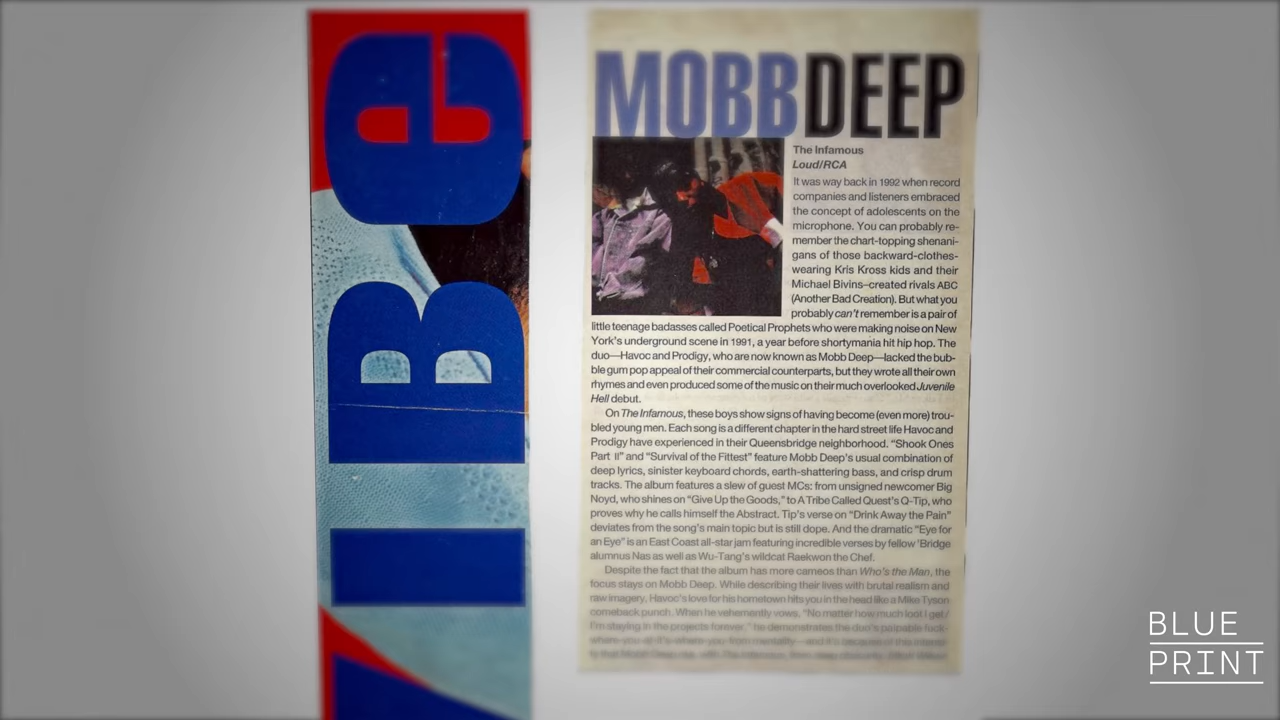 VIBe
MOBB DEEP
The Infamous
Loud/RCA
It was way back in 1992 when record
companies and listeners embraced
the concept of adolescents on the
microphone. You can probably re-
member the chart-topping shenani-
gans of those backward-clothes-
wearing Kris Kross kids and their
Michael Bivins–created rivals ABC
(Another Bad Creation). But what you
probably can't remember is a pair of
little teenage badasses called Poetical Prophets who were making noise on New
York's underground scene in 1991, a year before shortymania hit hip hop. The
duo—Havoc and Prodigy, who are now known as Mobb Deep—lacked the bub-
ble gum pop appeal of their commercial counterparts, but they wrote all their own
rhymes and even produced some of the music on their much overlooked Juvenile
Hell debut.
On The Infamous, these boys show signs of having become (even more) trou-
bled young men. Each song is a different chapter in the hard street life Havoc and
Prodigy have experienced in their Queensbridge neighborhood. "Shook Ones
Part II" and "Survival of the Fittest" feature Mobb Deep's usual combination of
deep lyrics, sinister keyboard chords, earth-shattering bass, and crisp drum
tracks. The album features a slew of guest MCs: from unsigned newcomer Big
Noyd, who shines on "Give Up the Goods," to A Tribe Called Quest's Q-Tip, who
proves why he calls himself the Abstract. Tip's verse on "Drink Away the Pain"
deviates from the song's main topic but is still dope. And the dramatic "Eye for
an Eye" is an East Coast all-star jam featuring incredible verses by fellow 'Bridge
alumnus Nas as well as Wu-Tang's wildcat Raekwon the Chef.
Despite the fact that the album has more cameos than Who's the Man, the
focus stays on Mobb Deep. While describing their lives with brutal realism and
raw imagery, Havoc's love for his hometown hits you in the head like a Mike Tyson
comeback punch. When he vehemently vows, "No matter how much loot I get/
I'm staying in the projects forever," he demonstrates the duo's palpable fuck-
where-you-at-it's-where-you-from mentality—and it's because of this
BLUE
PRINT